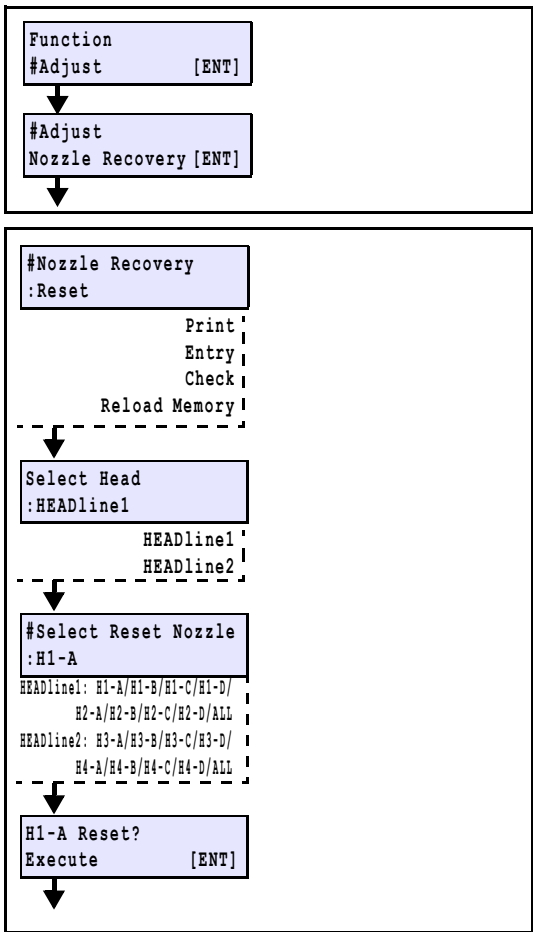 Function
#Adjust [ENT]
#Adjust
Nozzle Recovery [ENT]
#Nozzle Recovery
:Reset
Print
Entry
Check
Reload Memory
Select Head
:HEADline1
HEADline1
HEADline2
#Select Reset Nozzle
:H1-A
HEADline1: H1-A/H1-B/H1-C/H1-D/
H2-A/H2-B/H2-C/H2-D/ALL
HEADline2: H3-A/H3-B/H3-C/H3-D/
H4-A/H4-B/H4-C/H4-D/ALL
H1-A Reset?
Execute [ENT]